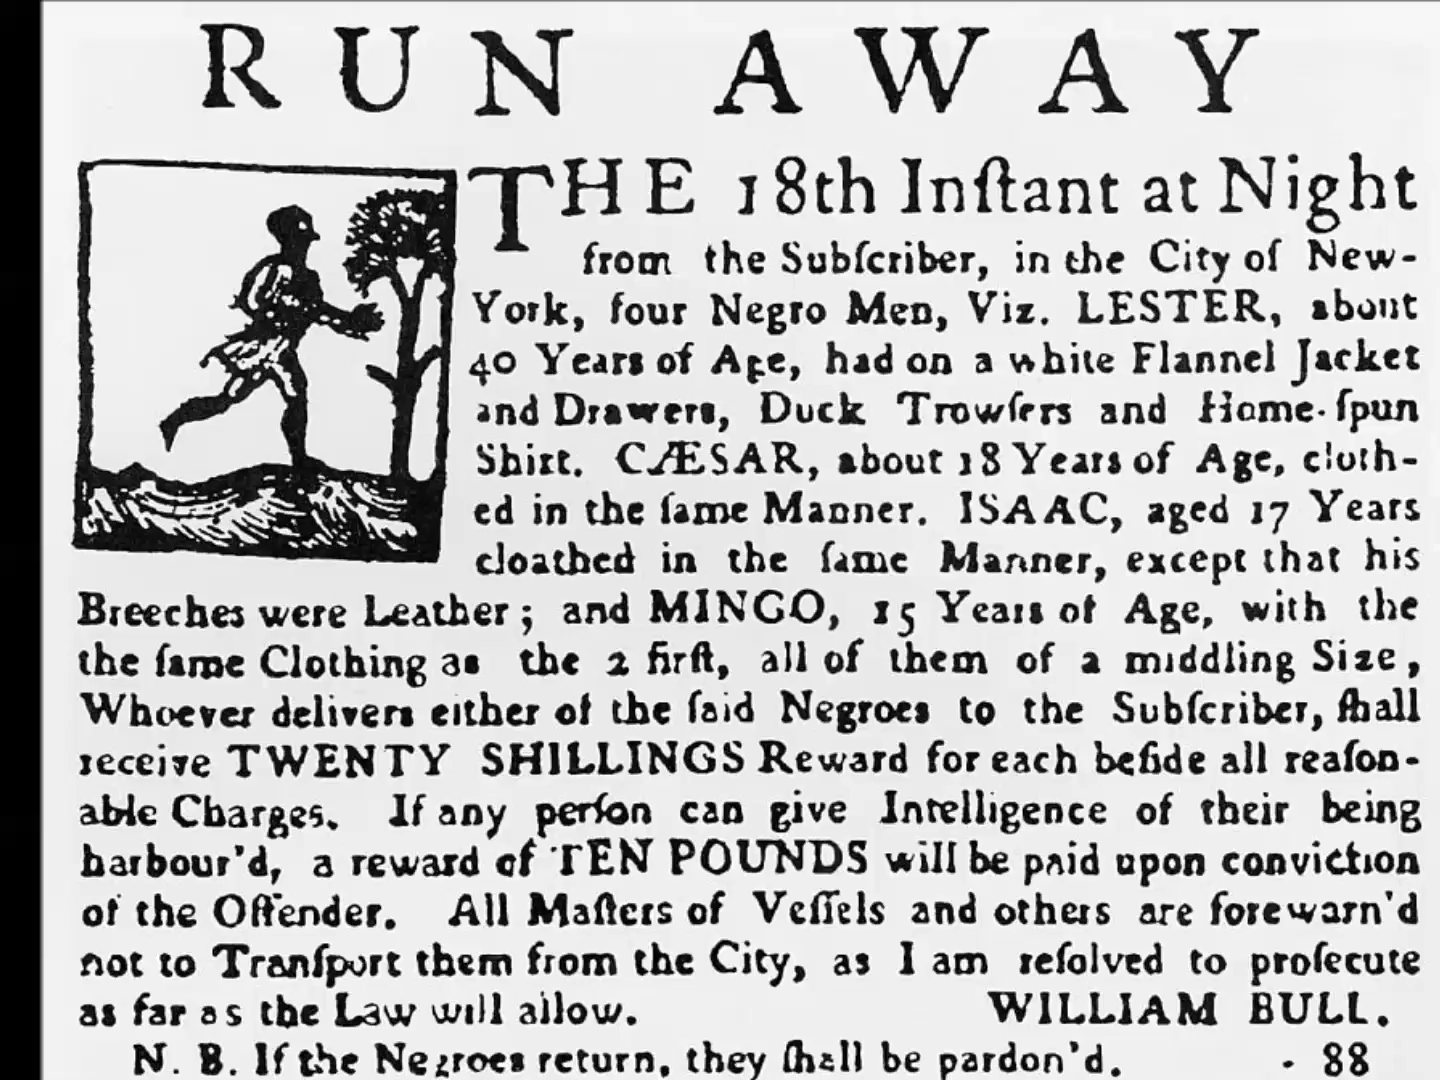 RUN AWAY
THE 18th Inſtant at Night
from the Subſcriber, in the City of New-
York, four Negro Men, Viz. LESTER, about
40 Years of Age, had on a white Flannel Jacket
and Drawers, Duck Trowſers and Home-ſpun
Shirt. CÆSAR, about 18 Years of Age, cloth-
ed in the ſame Manner. ISAAC, aged 17 Years
cloathed in the ſame Manner, except that his
Breeches were Leather; and MINGO, 15 Years of Age, with the
the ſame Clothing as the 2 firſt, all of them of a middling Size,
Whoever delivers either of the ſaid Negroes to the Subſcriber, ſhall
receive TWENTY SHILLINGS Reward for each beſide all reaſon-
able Charges. If any perſon can give Intelligence of their being
harbour'd, a reward of TEN POUNDS will be paid upon conviction
of the Offender. All Maſters of Veſſels and others are forewarn'd
not to Tranſport them from the City, as I am reſolved to proſecute
as far as the Law will allow. WILLIAM BULL.
N. B. If the Negroes return, they ſhall be pardon'd. - 88